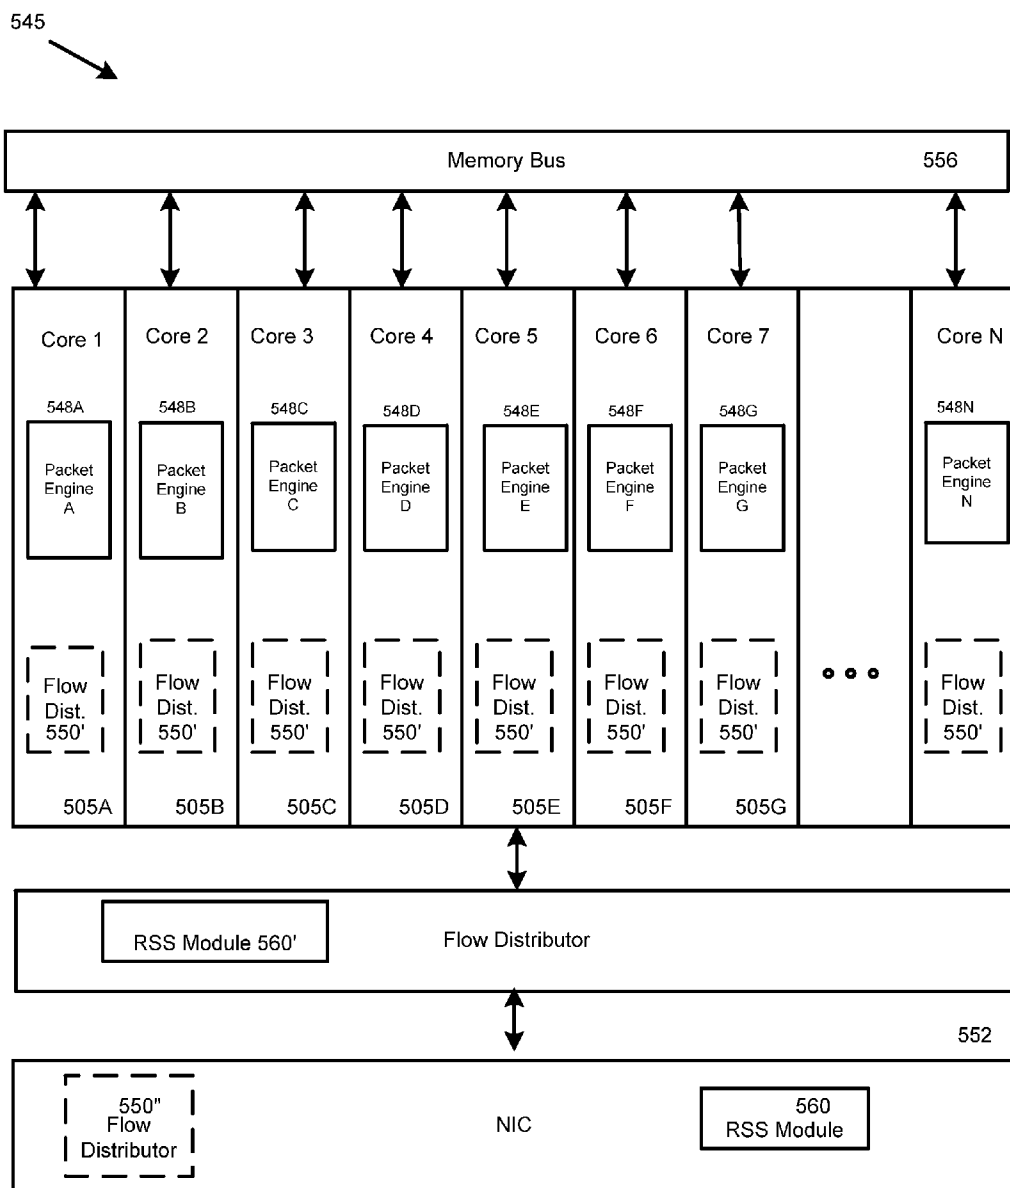 545
Memory Bus 556
Core 1 Core 2 Core 3 Core 4 Core 5 Core 6 Core 7 Core N
548A 548B 548C 548D 548E 548F 548G 548N
Packet Engine A
Packet Engine B
Packet Engine C
Packet Engine D
Packet Engine E
Packet Engine F
Packet Engine G
Packet Engine N
Flow Dist. 550'
Flow Dist. 550'
Flow Dist. 550'
Flow Dist. 550'
Flow Dist. 550'
Flow Dist. 550'
Flow Dist. 550'
Flow Dist. 550'
505A 505B 505C 505D 505E 505F 505G
RSS Module 560' Flow Distributor
552
550"
Flow
Distributor
NIC
560
RSS Module